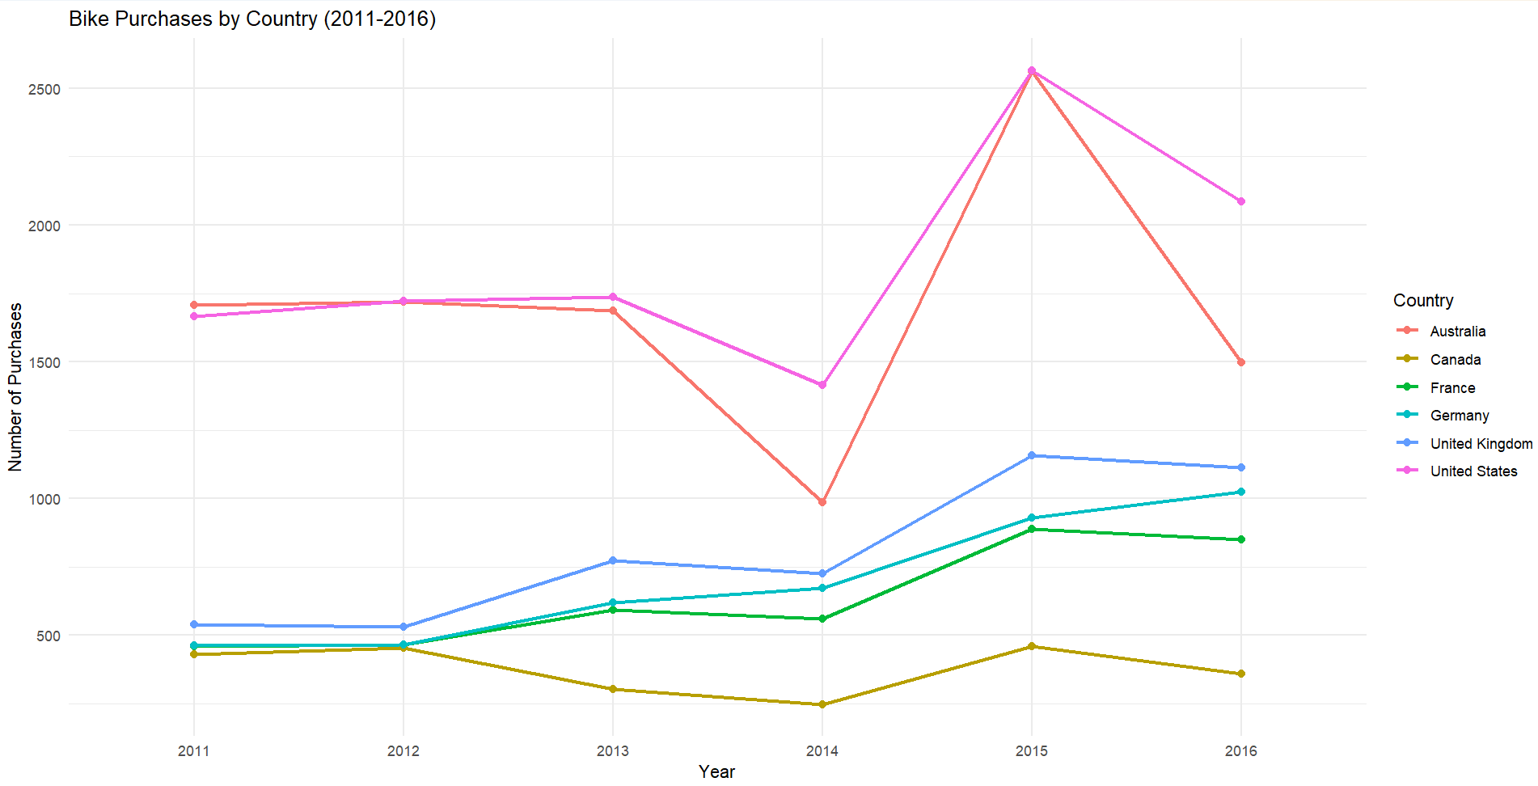 Bike Purchases by Country (2011-2016)
Number of Purchases
2500
2000
1500
1000
500
2011 2012 2013 2014 2015 2016
Year
Country
Australia
Canada
France
Germany
United Kingdom
United States